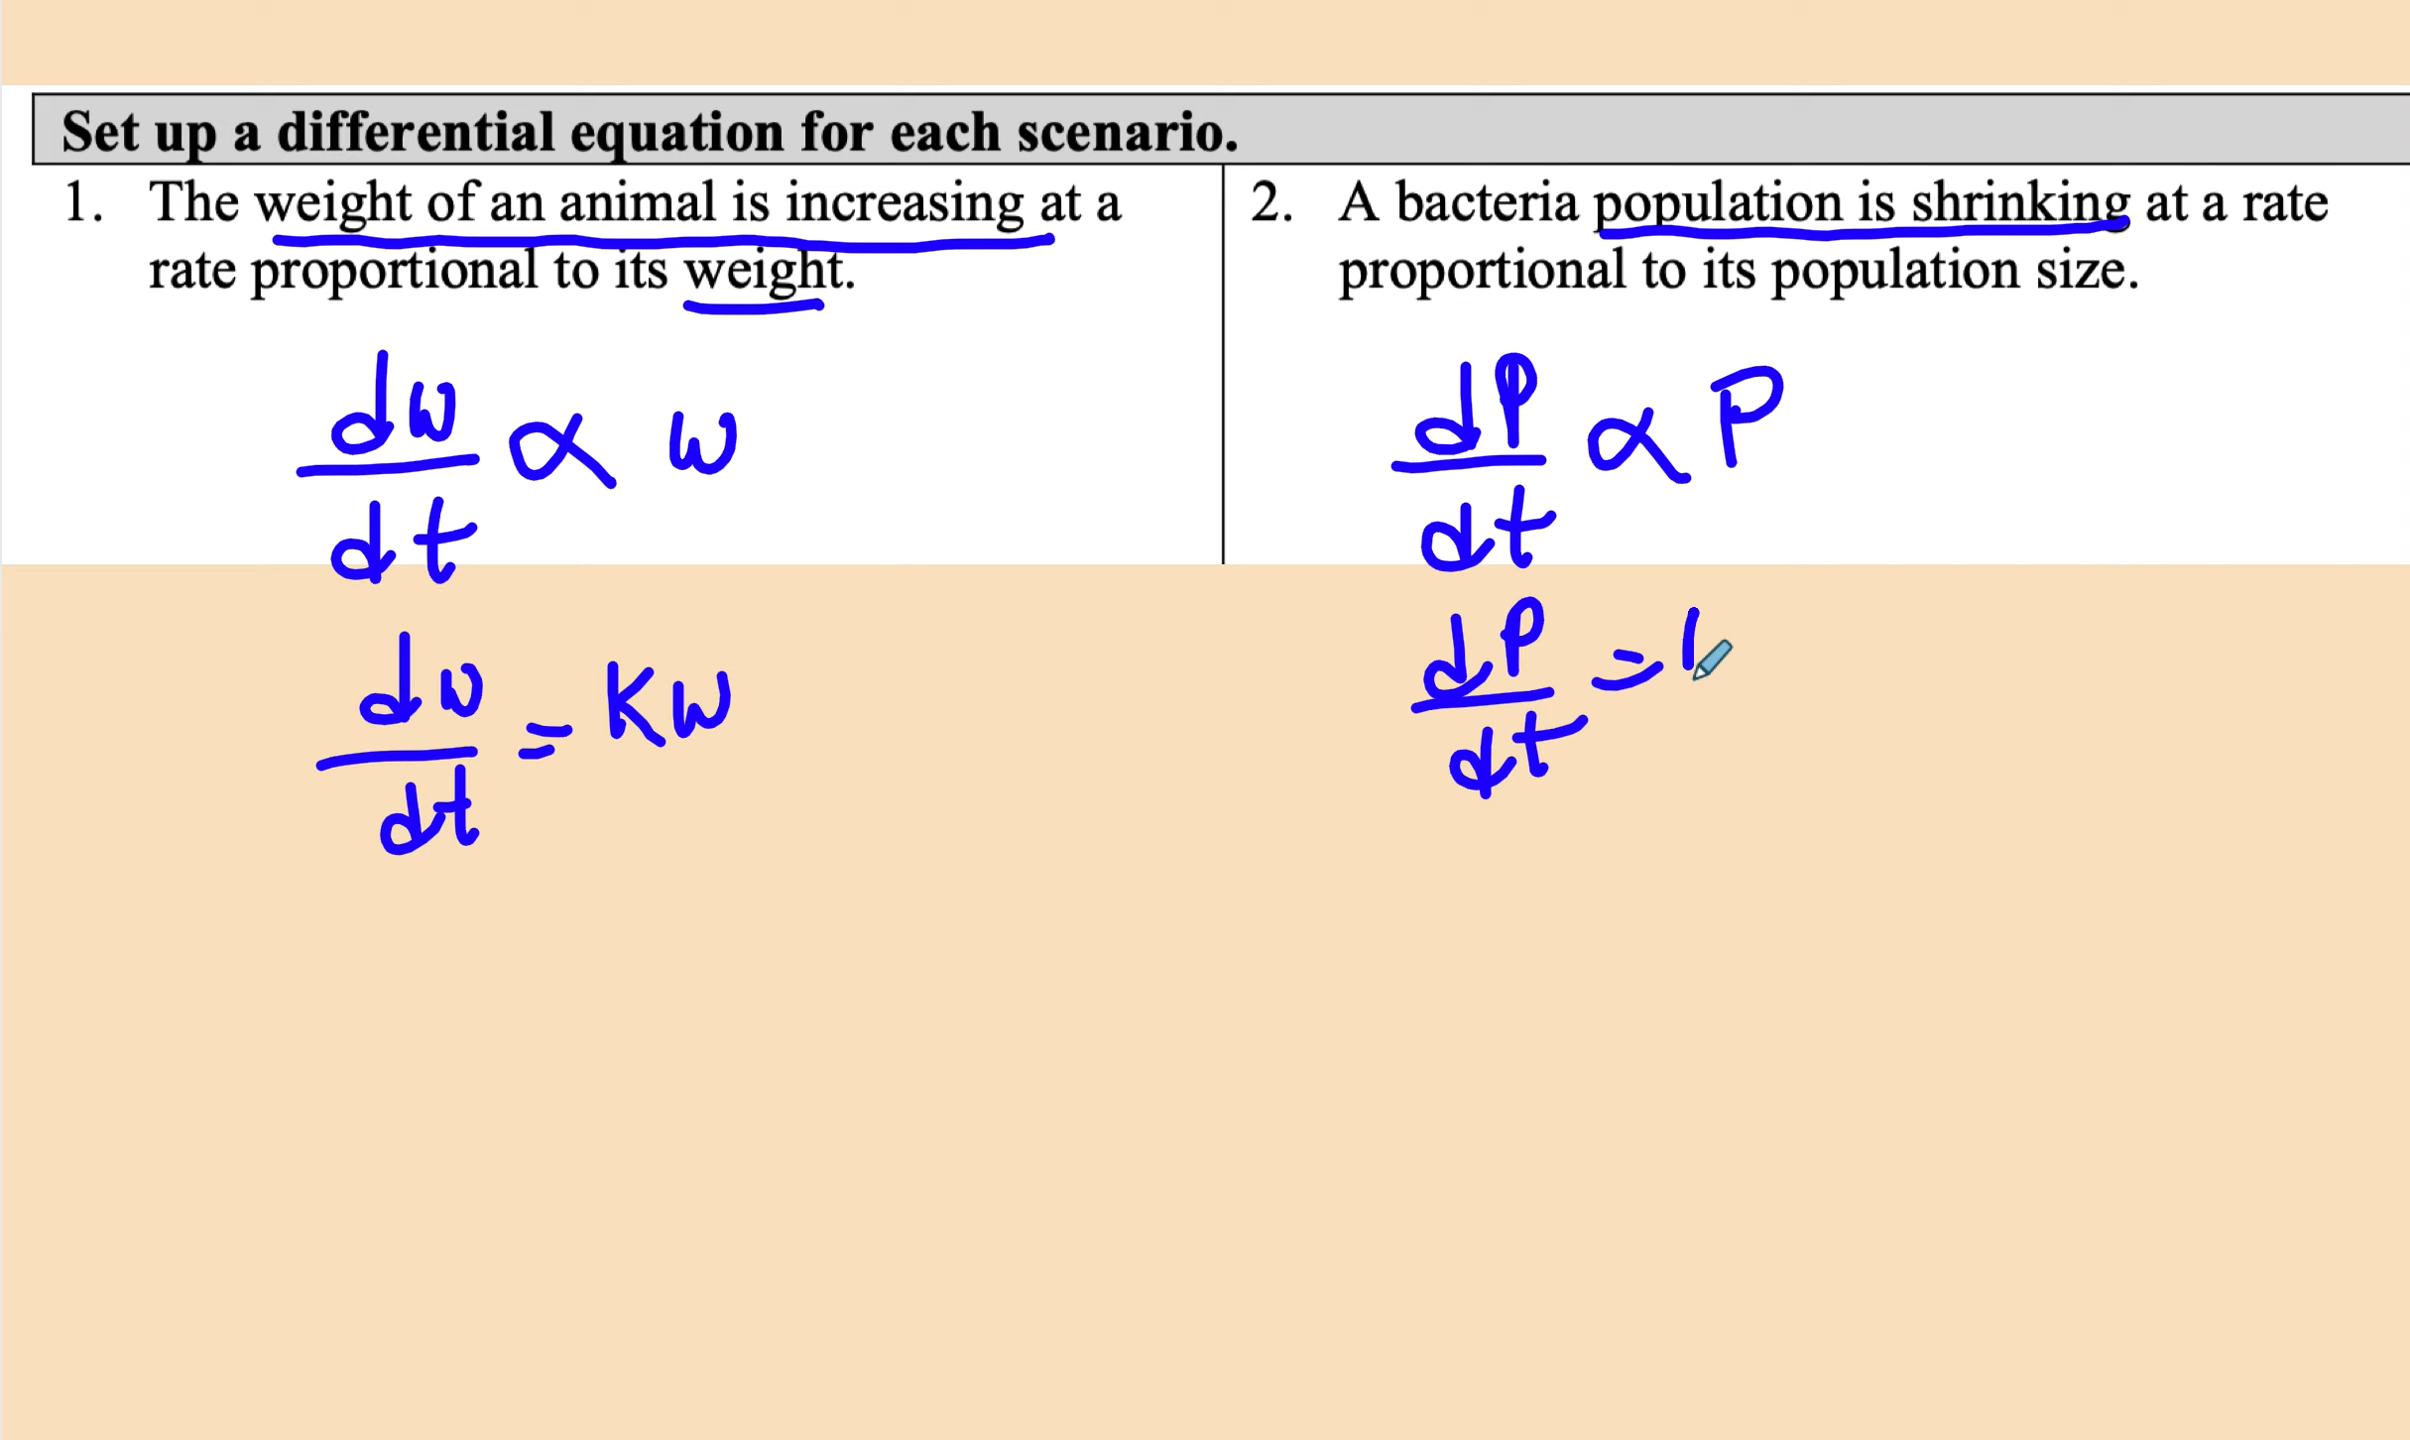 Set up a differential equation for each scenario.
1. The weight of an animal is increasing at a
rate proportional to its weight.
dw/dt ∝ w
dw/dt = Kw
2. A bacteria population is shrinking at a rate
proportional to its population size.
dP/dt ∝ P
dP/dt =